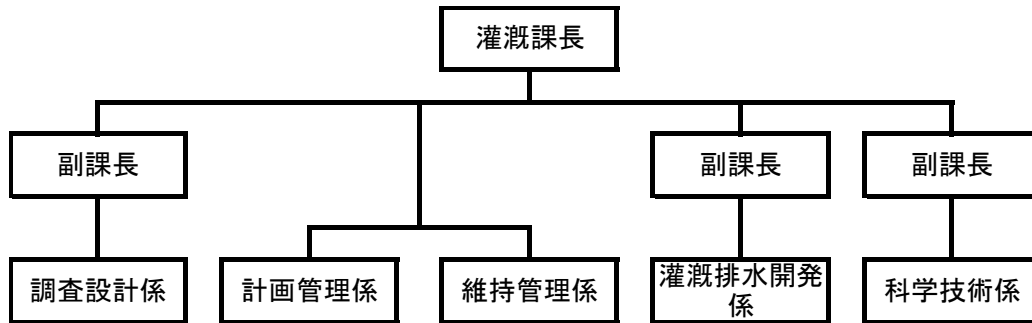 灌漑課長
副課長
副課長
副課長
調査設計係
計画管理係
維持管理係
灌漑排水開発
係
科学技術係